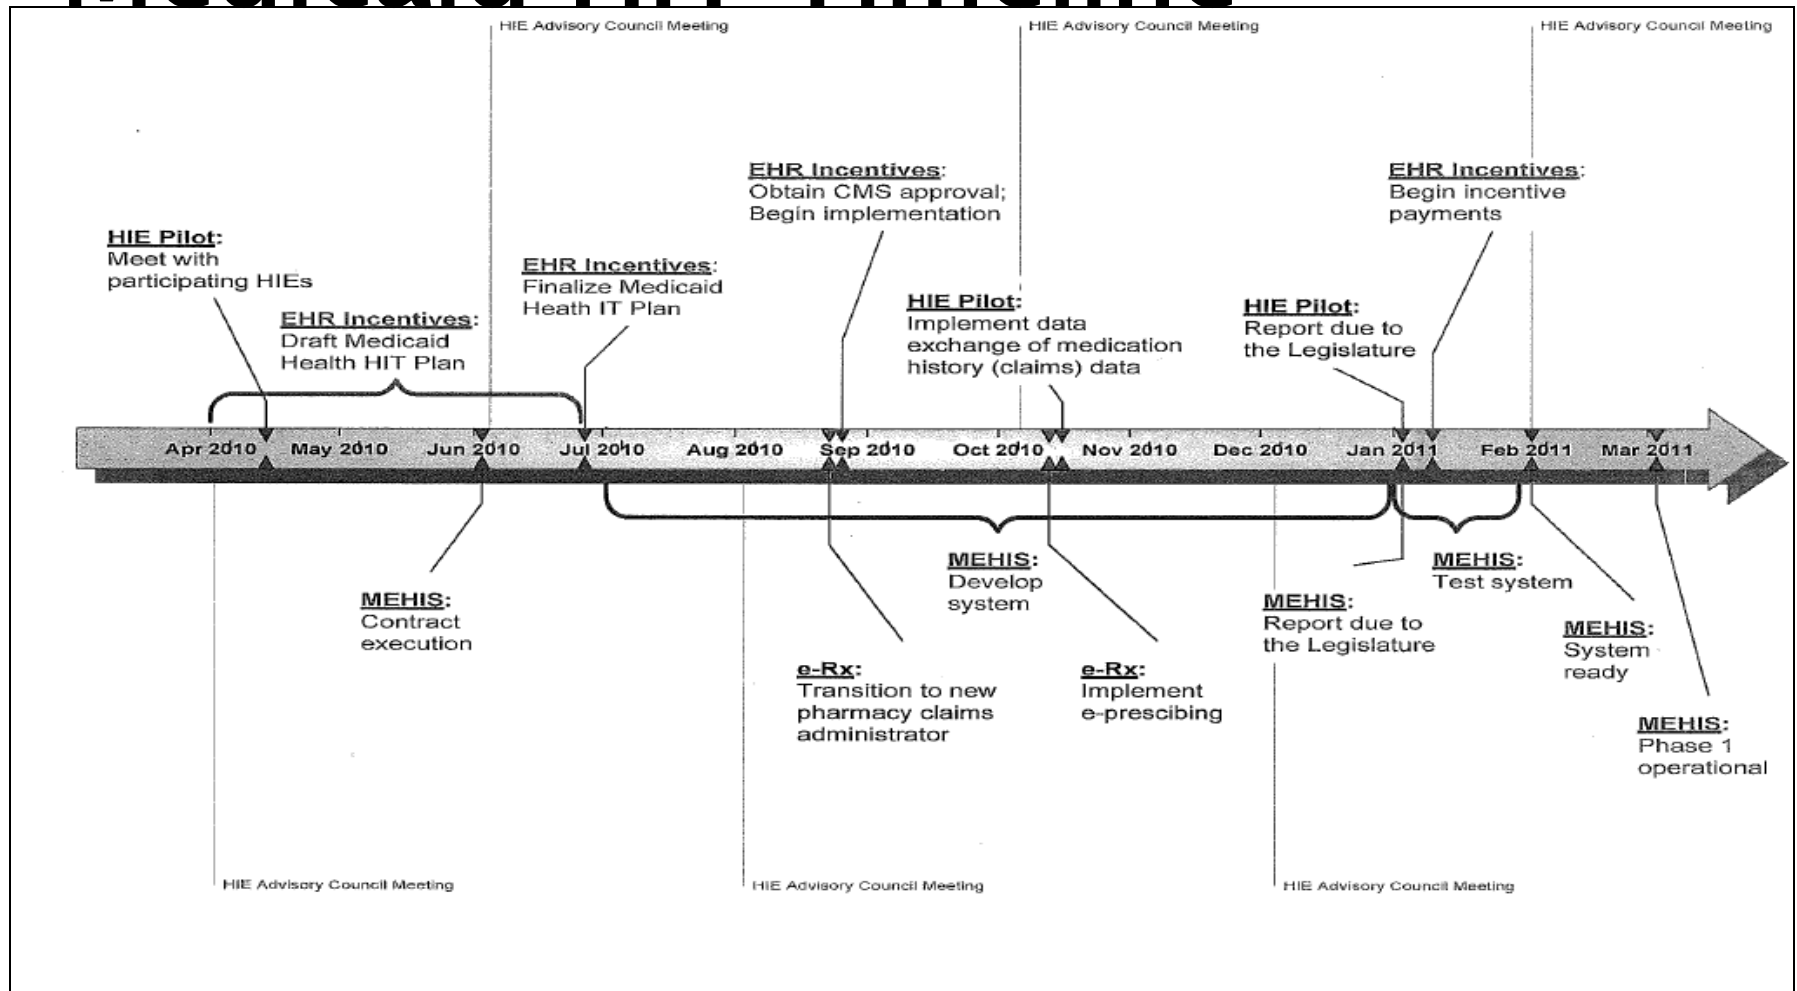 Medicaid HIT Timeline
HIE Advisory Council Meeting
HIE Advisory Council Meeting
HIE Advisory Council Meeting
EHR Incentives:
Obtain CMS approval;
Begin implementation
EHR Incentives:
Begin incentive
payments
HIE Pilot:
Meet with
participating HIEs
EHR Incentives:
Finalize Medicaid
Heath IT Plan
HIE Pilot:
Implement data
exchange of medication
history (claims) data
HIE Pilot:
Report due to
the Legislature
EHR Incentives:
Draft Medicaid
Health HIT Plan
Apr 2010 May 2010 Jun 2010 Jul 2010 Aug 2010 Sep 2010 Oct 2010 Nov 2010 Dec 2010 Jan 2011 Feb 2011 Mar 2011
MEHIS:
Contract
execution
MEHIS:
Develop
system
MEHIS:
Test system
MEHIS:
Report due to
the Legislature
MEHIS:
System
ready
e-Rx:
Transition to new
pharmacy claims
administrator
e-Rx:
Implement
e-prescibing
MEHIS:
Phase 1
operational
HIE Advisory Council Meeting
HIE Advisory Council Meeting
HIE Advisory Council Meeting